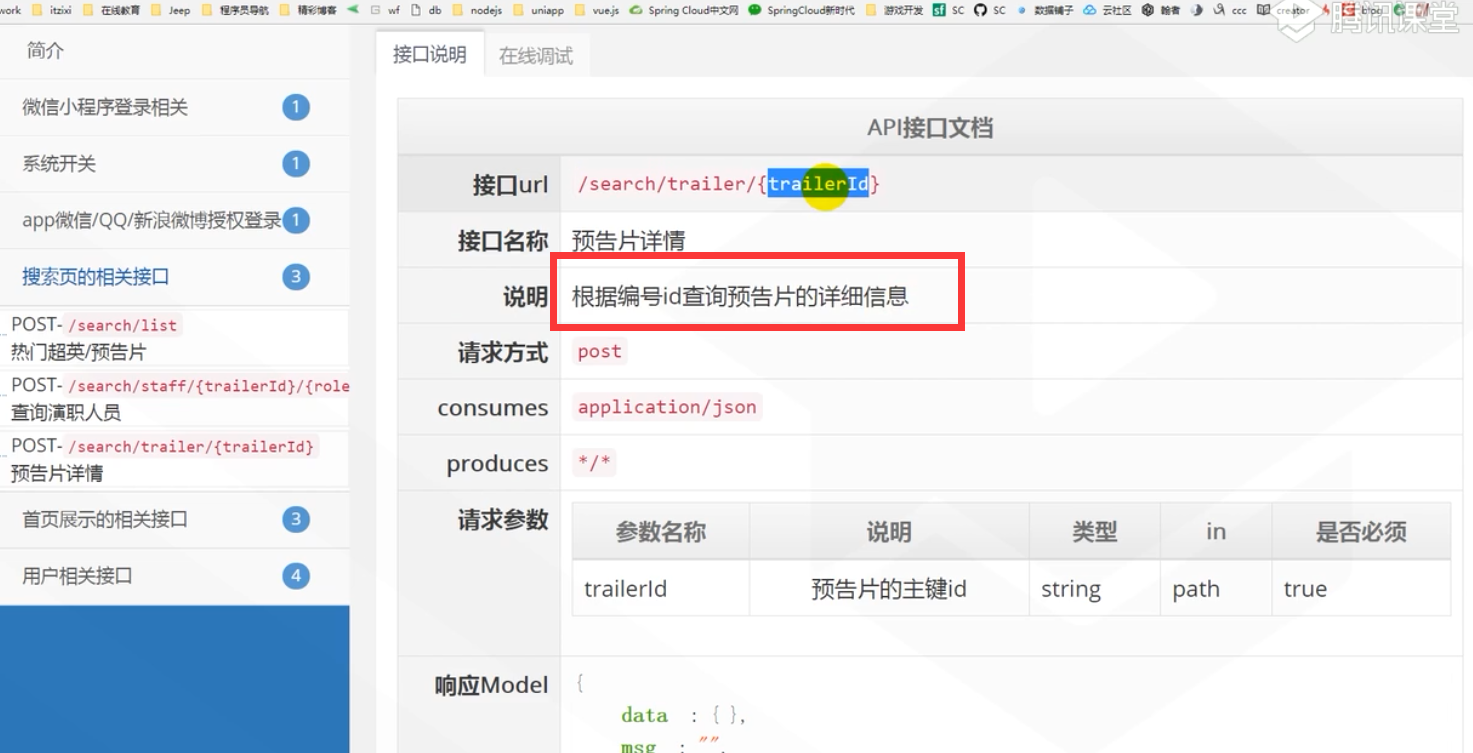 work itzixi 在线教育 Jeep 程序员导航 精彩博客 wf db nodejs uniapp vue.js Spring Cloud中文网 SpringCloud新时代 游戏开发 SC SC 数据铺子 云社区 ccc creator
腾讯课堂
简介
微信小程序登录相关 1
系统开关 1
app微信/QQ/新浪微博授权登录 1
搜索页的相关接口 3
POST- /search/list
热门超英/预告片
POST- /search/staff/{trailerId}/{role
查询演职人员
POST- /search/trailer/{trailerId}
预告片详情
首页展示的相关接口 3
用户相关接口 4
接口说明 在线调试
API接口文档
接口url /search/trailer/{trailerId}
接口名称 预告片详情
说明 根据编号id查询预告片的详细信息
请求方式 post
consumes application/json
produces */*
请求参数 参数名称 说明 类型 in 是否必须
trailerId 预告片的主键id string path true
响应Model {
data : { },
msg : "",